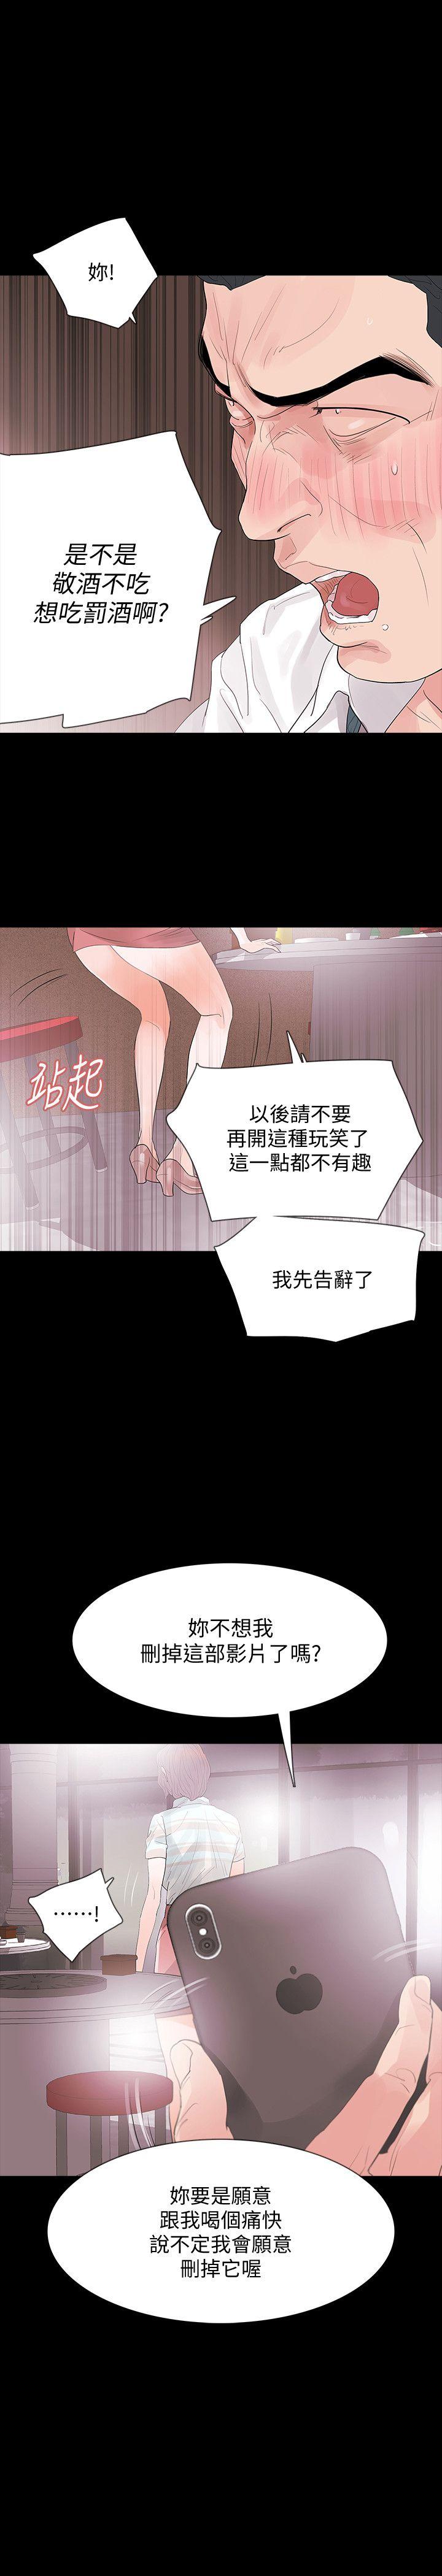 妳!
是不是
敬酒不吃
想吃罰酒啊?
站起
以後請不要
再開這種玩笑了
這一點都不有趣
我先告辭了
妳不想我
刪掉這部影片了嗎?
……!
妳要是願意
跟我喝個痛快
說不定我會願意
刪掉它喔